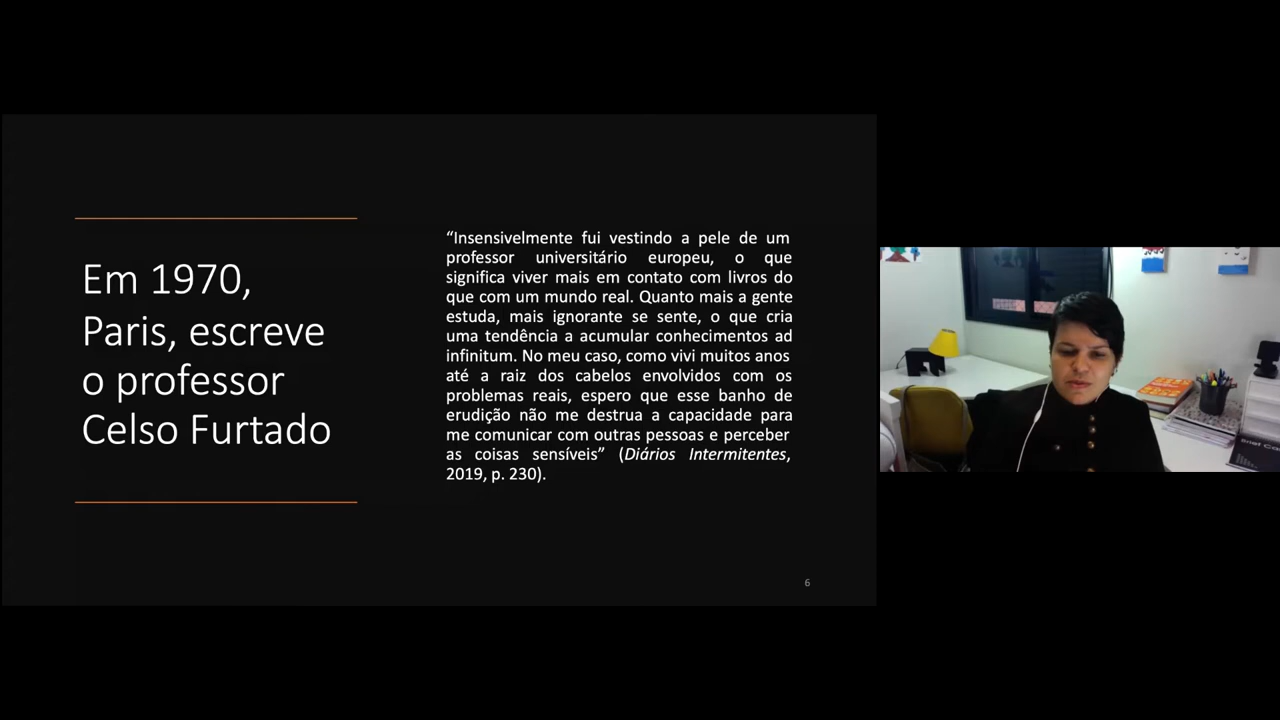 Em 1970,
Paris, escreve
o professor
Celso Furtado
“Insensivelmente fui vestindo a pele de um
professor universitário europeu, o que
significa viver mais em contato com livros do
que com um mundo real. Quanto mais a gente
estuda, mais ignorante se sente, o que cria
uma tendência a acumular conhecimentos ad
infinitum. No meu caso, como vivi muitos anos
até a raiz dos cabelos envolvidos com os
problemas reais, espero que esse banho de
erudição não me destrua a capacidade para
me comunicar com outras pessoas e perceber
as coisas sensíveis” (Diários Intermitentes,
2019, p. 230).
6